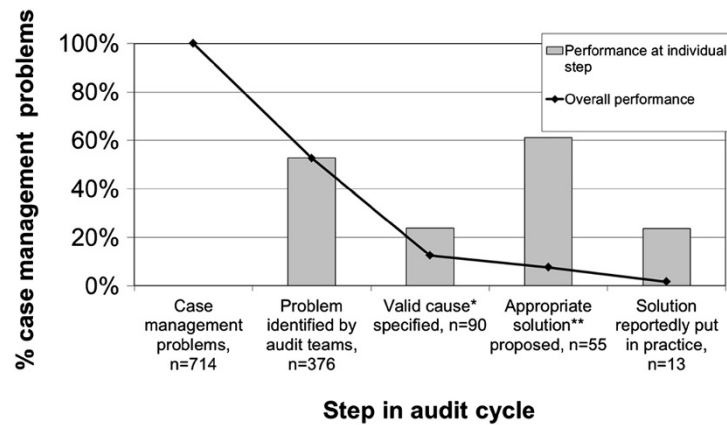 % case management problems
100%
80%
60%
40%
20%
0%
Performance at individual
step
Overall performance
Case
management
problems,
n=714
Problem
identified by
audit teams,
n=376
Valid cause*
specified, n=90
Appropriate
solution**
proposed, n=55
Solution
reportedly put
in practice,
n=13
Step in audit cycle